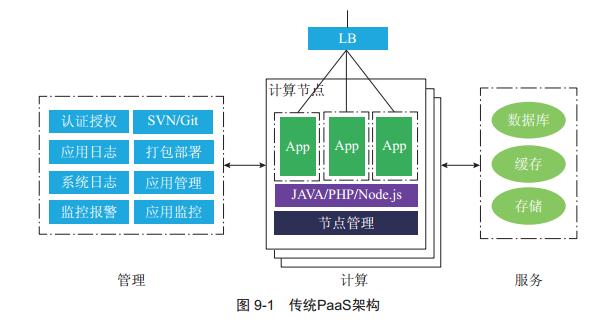 LB
计算节点
认证授权 SVN/Git
应用日志 打包部署
系统日志 应用管理
监控报警 应用监控
App App App
JAVA/PHP/Node.js
节点管理
数据库
缓存
存储
管理 计算 服务
图 9-1 传统PaaS架构